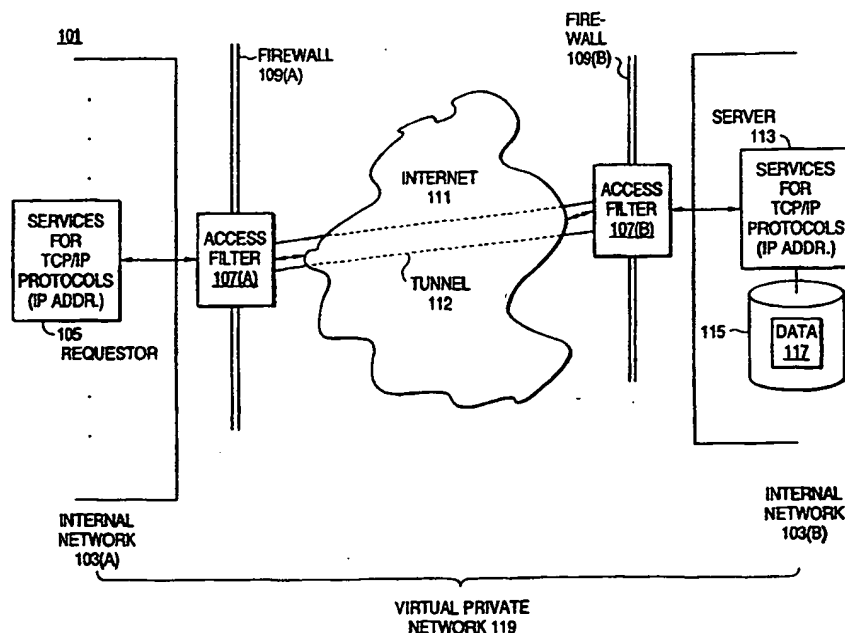 101
FIREWALL
109(A)
FIRE-
WALL
109(B)
SERVER
113
INTERNET
111
ACCESS
FILTER
107(A)
ACCESS
FILTER
107(B)
SERVICES
FOR
TCP/IP
PROTOCOLS
(IP ADDR.)
SERVICES
FOR
TCP/IP
PROTOCOLS
(IP ADDR.)
TUNNEL
112
105
REQUESTOR
115
DATA
117
INTERNAL
NETWORK
103(A)
INTERNAL
NETWORK
103(B)
VIRTUAL PRIVATE
NETWORK 119